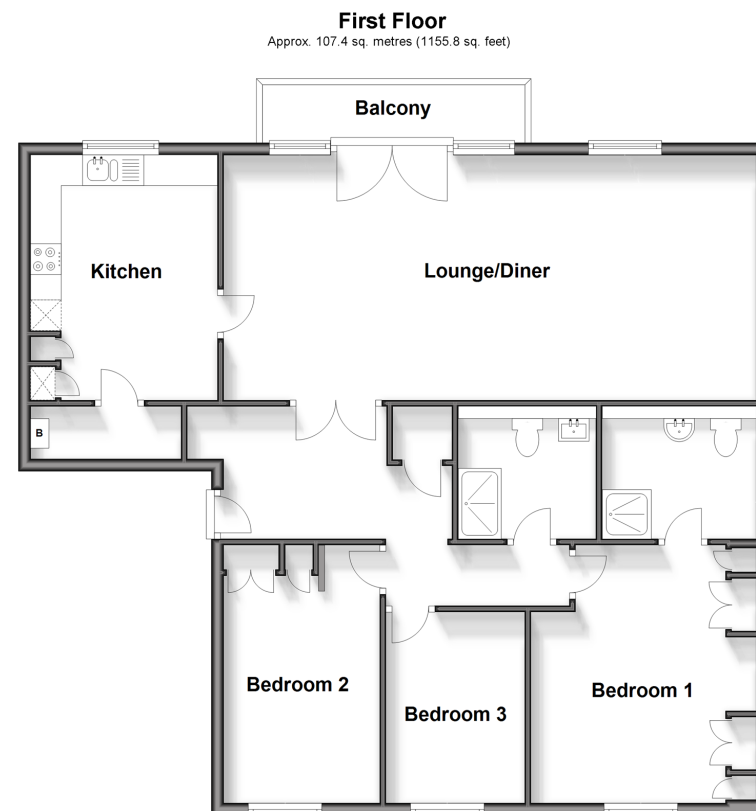 First Floor
Approx. 107.4 sq. metres (1155.8 sq. feet)
Balcony
Kitchen
Lounge/Diner
B
Bedroom 2
Bedroom 1
Bedroom 3